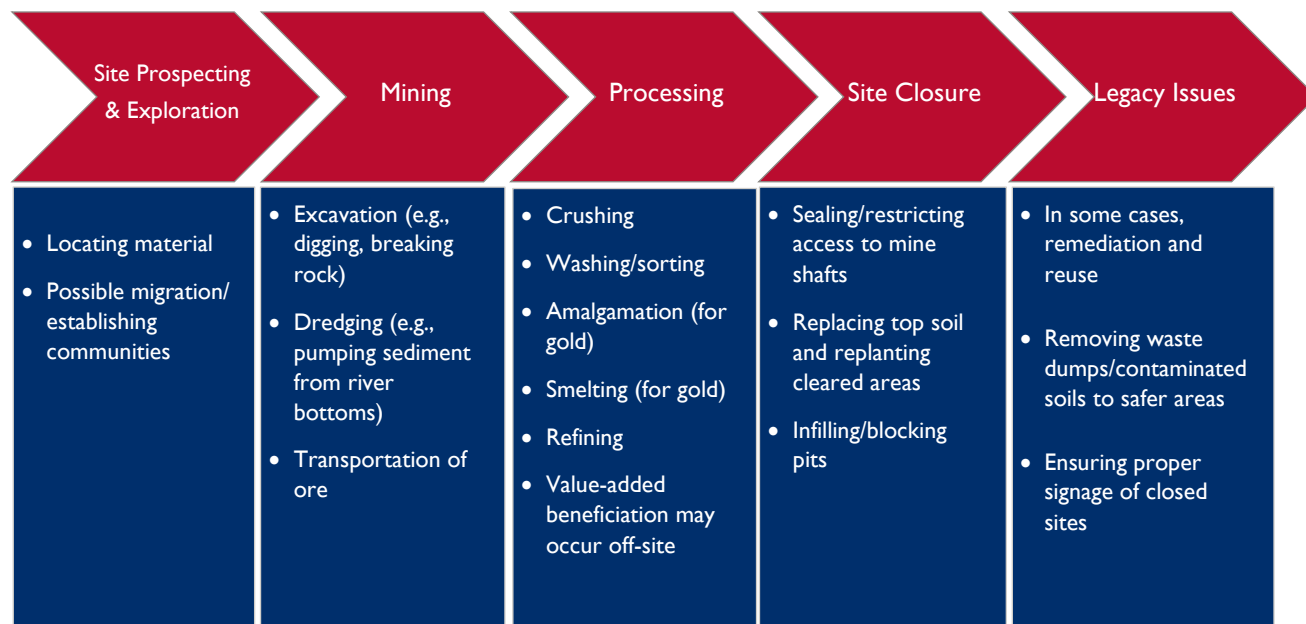 Site Prospecting
& Exploration
Mining
Processing
Site Closure
Legacy Issues
• Locating material
• Possible migration/
establishing
communities
• Excavation (e.g.,
digging, breaking
rock)
• Dredging (e.g.,
pumping sediment
from river
bottoms)
• Transportation of
ore
• Crushing
• Washing/sorting
• Amalgamation (for
gold)
• Smelting (for gold)
• Refining
• Value-added
beneficiation may
occur off-site
• Sealing/restricting
access to mine
shafts
• Replacing top soil
and replanting
cleared areas
• Infilling/blocking
pits
• In some cases,
remediation and
reuse
• Removing waste
dumps/contaminated
soils to safer areas
• Ensuring proper
signage of closed
sites